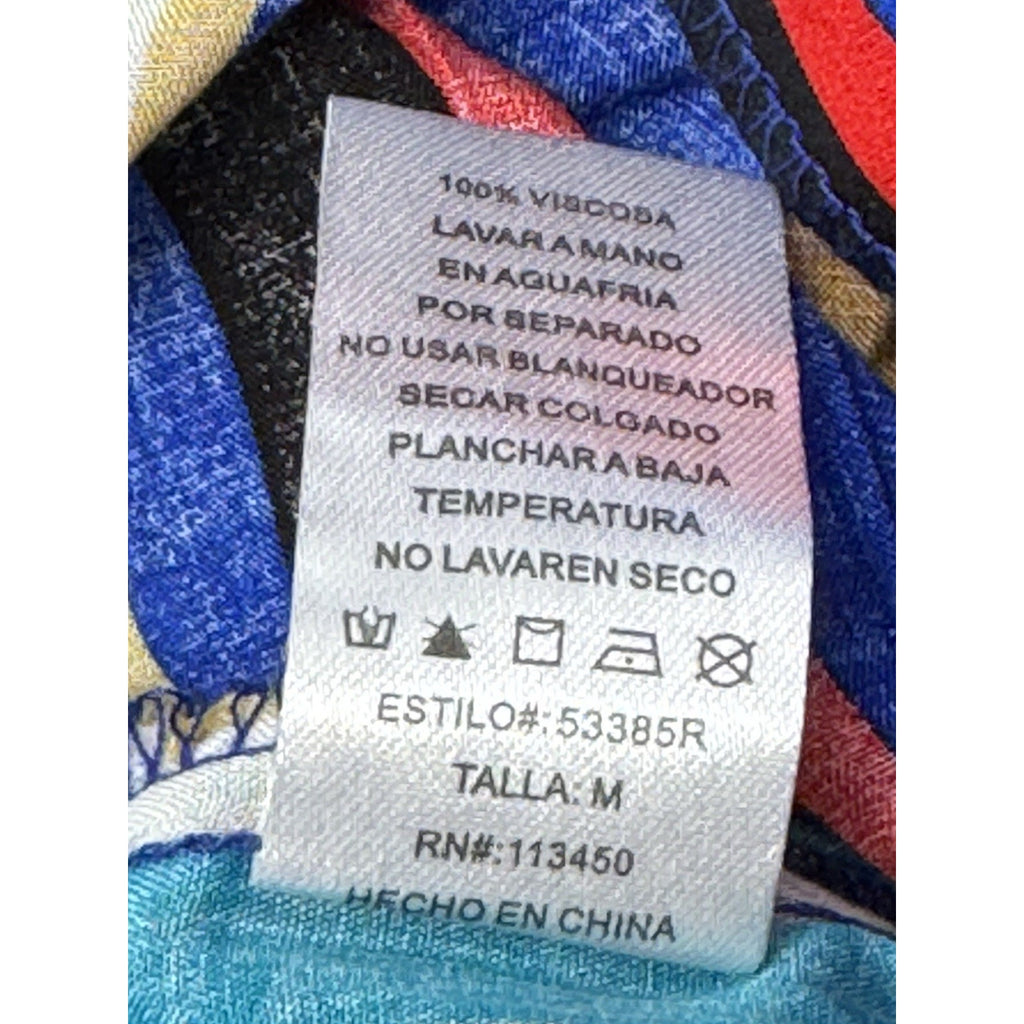 100% VISCOSA
LAVAR A MANO
EN AGUAFRIA
POR SEPARADO
NO USAR BLANQUEADOR
SECAR COLGADO
PLANCHAR A BAJA
TEMPERATURA
NO LAVAREN SECO
ESTILO#: 53385R
TALLA: M
RN#:113450
HECHO EN CHINA